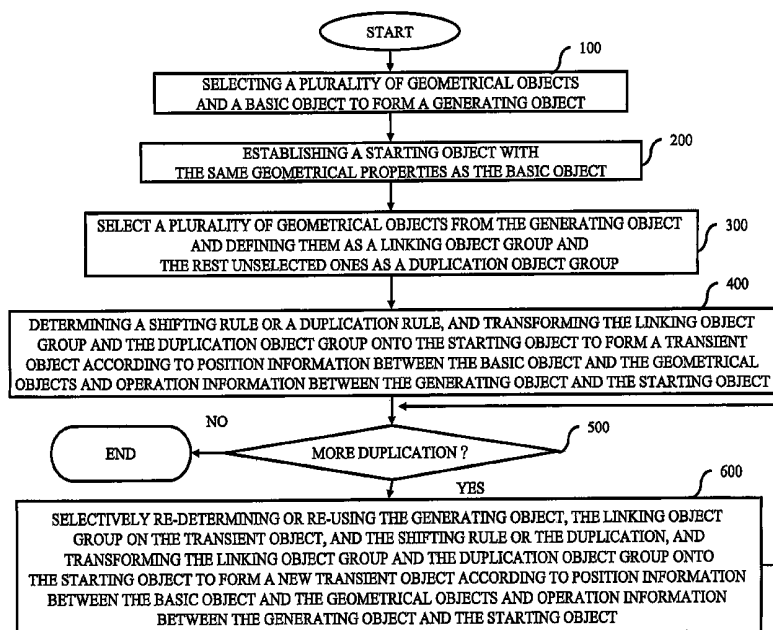 START
100
SELECTING A PLURALITY OF GEOMETRICAL OBJECTS
AND A BASIC OBJECT TO FORM A GENERATING OBJECT
ESTABLISHING A STARTING OBJECT WITH
THE SAME GEOMETRICAL PROPERTIES AS THE BASIC OBJECT
200
SELECT A PLURALITY OF GEOMETRICAL OBJECTS FROM THE GENERATING OBJECT
AND DEFINING THEM AS A LINKING OBJECT GROUP AND
THE REST UNSELECTED ONES AS A DUPLICATION OBJECT GROUP
300
400
DETERMINING A SHIFTING RULE OR A DUPLICATION RULE, AND TRANSFORMING THE LINKING OBJECT
GROUP AND THE DUPLICATION OBJECT GROUP ONTO THE STARTING OBJECT TO FORM A TRANSIENT
OBJECT ACCORDING TO POSITION INFORMATION BETWEEN THE BASIC OBJECT AND THE GEOMETRICAL
OBJECTS AND OPERATION INFORMATION BETWEEN THE GENERATING OBJECT AND THE STARTING OBJECT
NO
END
MORE DUPLICATION ?
500
YES
600
SELECTIVELY RE-DETERMINING OR RE-USING THE GENERATING OBJECT, THE LINKING OBJECT
GROUP ON THE TRANSIENT OBJECT, AND THE SHIFTING RULE OR THE DUPLICATION, AND
TRANSFORMING THE LINKING OBJECT GROUP AND THE DUPLICATION OBJECT GROUP ONTO
THE STARTING OBJECT TO FORM A NEW TRANSIENT OBJECT ACCORDING TO POSITION INFORMATION
BETWEEN THE BASIC OBJECT AND THE GEOMETRICAL OBJECTS AND OPERATION INFORMATION
BETWEEN THE GENERATING OBJECT AND THE STARTING OBJECT